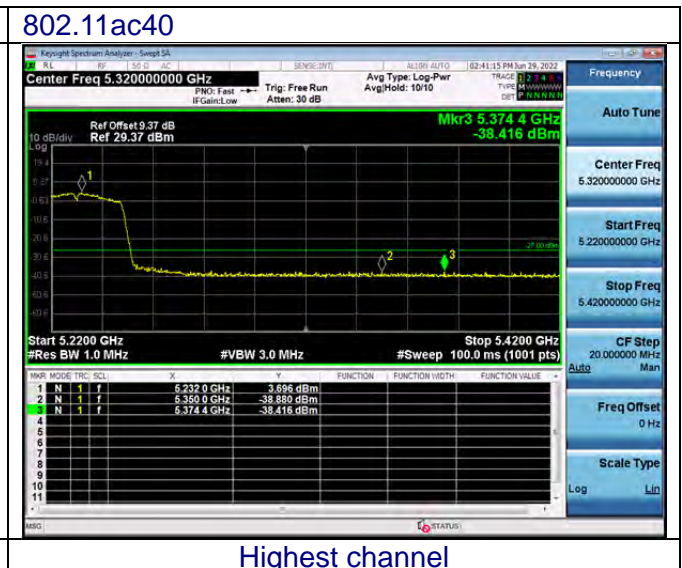 802.11ac40
Keysight Spectrum Analyzer - Swept SA
RL RF 50 Ω AC SENSE:INT ALIGN AUTO 02:41:15 PM Jun 29, 2022
Center Freq 5.320000000 GHz
PNO: Fast
IFGain:Low
Trig: Free Run
Atten: 30 dB
Avg Type: Log-Pwr
Avg|Hold: 10/10
TRACE 1 2 3 4 5 6
TYPE M WWWWW
DET P N N N N N
Frequency
Auto Tune
Center Freq
5.320000000 GHz
Start Freq
5.220000000 GHz
Stop Freq
5.420000000 GHz
CF Step
20.000000 MHz
Auto Man
Freq Offset
0 Hz
Scale Type
Log Lin
Ref Offset 9.37 dB
10 dB/div Ref 29.37 dBm
Log
Mkr3 5.374 4 GHz
-38.416 dBm
19.4
9.37
-0.63
-10.6
-20.6
-30.6
-40.6
-50.6
-60.6
1
2
3
-27.00 dBm
Start 5.2200 GHz Stop 5.4200 GHz
#Res BW 1.0 MHz #VBW 3.0 MHz #Sweep 100.0 ms (1001 pts)
MKR MODE TRC SCL X Y FUNCTION FUNCTION WIDTH FUNCTION VALUE
1 N 1 f 5.232 0 GHz 3.696 dBm
2 N 1 f 5.350 0 GHz -38.880 dBm
3 N 1 f 5.374 4 GHz -38.416 dBm
4
5
6
7
8
9
10
11
MSG STATUS
Highest channel